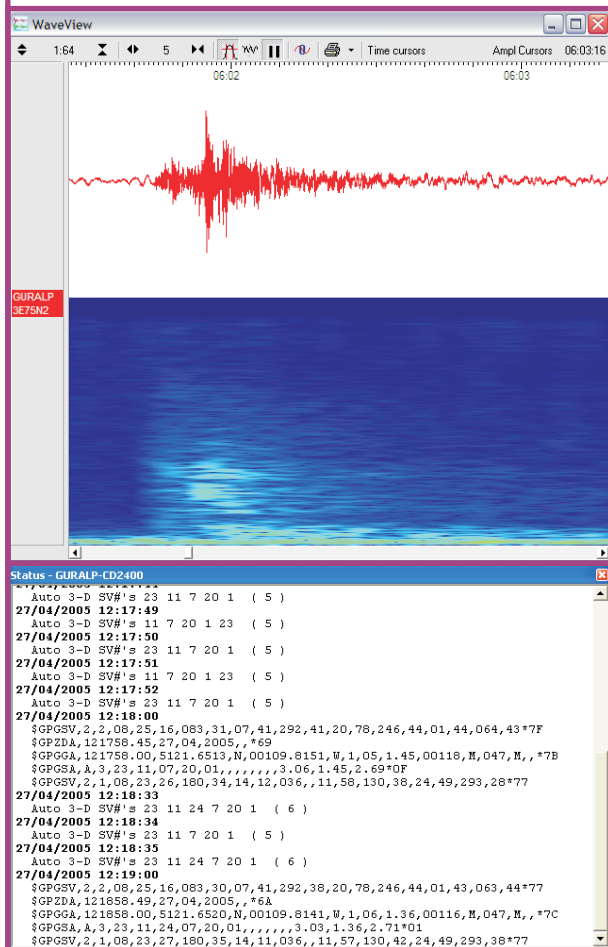 WaveView
1:64 5 Time cursors Ampl Cursors 06:03:16
06:02 06:03
GURALP
3E75N2
Status - GURALP-CD2400
Auto 3-D SV#'s 23 11 7 20 1 ( 5 )
27/04/2005 12:17:49
Auto 3-D SV#'s 11 7 20 1 23 ( 5 )
27/04/2005 12:17:50
Auto 3-D SV#'s 23 11 7 20 1 ( 5 )
27/04/2005 12:17:51
Auto 3-D SV#'s 11 7 20 1 23 ( 5 )
27/04/2005 12:17:52
Auto 3-D SV#'s 23 11 7 20 1 ( 5 )
27/04/2005 12:18:00
$GPGSV,2,2,08,25,16,083,31,07,41,292,41,20,78,246,44,01,44,064,43*7F
$GPZDA,121758.45,27,04,2005,,*69
$GPGGA,121758.00,5121.6513,N,00109.8151,W,1,05,1.45,00118,M,047,M,,*7B
$GPGSA,A,3,23,11,07,20,01,,,,,,,,3.06,1.45,2.69*0F
$GPGSV,2,1,08,23,26,180,34,14,12,036,,11,58,130,38,24,49,293,28*77
27/04/2005 12:18:33
Auto 3-D SV#'s 23 11 24 7 20 1 ( 6 )
27/04/2005 12:18:34
Auto 3-D SV#'s 23 11 7 20 1 ( 5 )
27/04/2005 12:18:35
Auto 3-D SV#'s 23 11 24 7 20 1 ( 6 )
27/04/2005 12:19:00
$GPGSV,2,2,08,25,16,083,30,07,41,292,38,20,78,246,44,01,43,063,44*77
$GPZDA,121858.49,27,04,2005,,*6A
$GPGGA,121858.00,5121.6520,N,00109.8141,W,1,06,1.36,00116,M,047,M,,*7C
$GPGSA,A,3,23,11,24,07,20,01,,,,,,,3.03,1.36,2.71*01
$GPGSV,2,1,08,23,27,180,35,14,11,036,,11,57,130,42,24,49,293,38*77